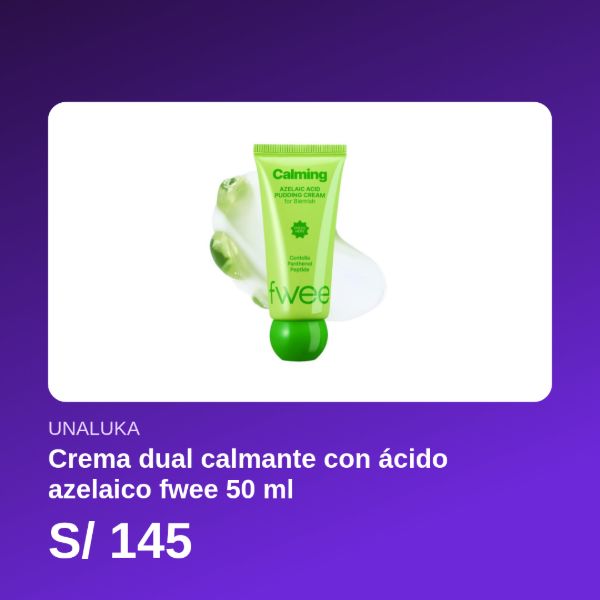 Calming
AZELAIC ACID
PUDDING CREAM
for Blemish
Centella
Panthenol
Peptide
fwee
UNALUKA
Crema dual calmante con ácido
azelaico fwee 50 ml
S/ 145